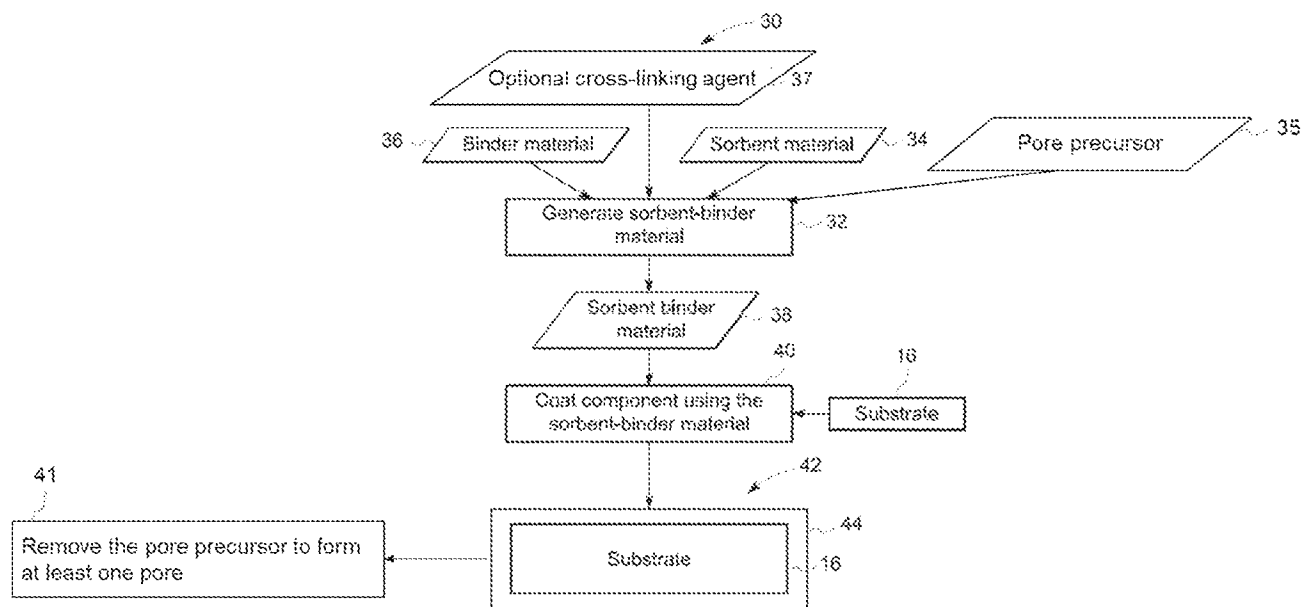 30
Optional cross-linking agent
37
36
Binder material
Sorbent material
34
Pore precursor
35
Generate sorbent-binder
material
32
Sorbent binder
material
38
40
Coat component using the
sorbent-binder material
16
Substrate
42
41
Remove the pore precursor to form
at least one pore
44
Substrate
16